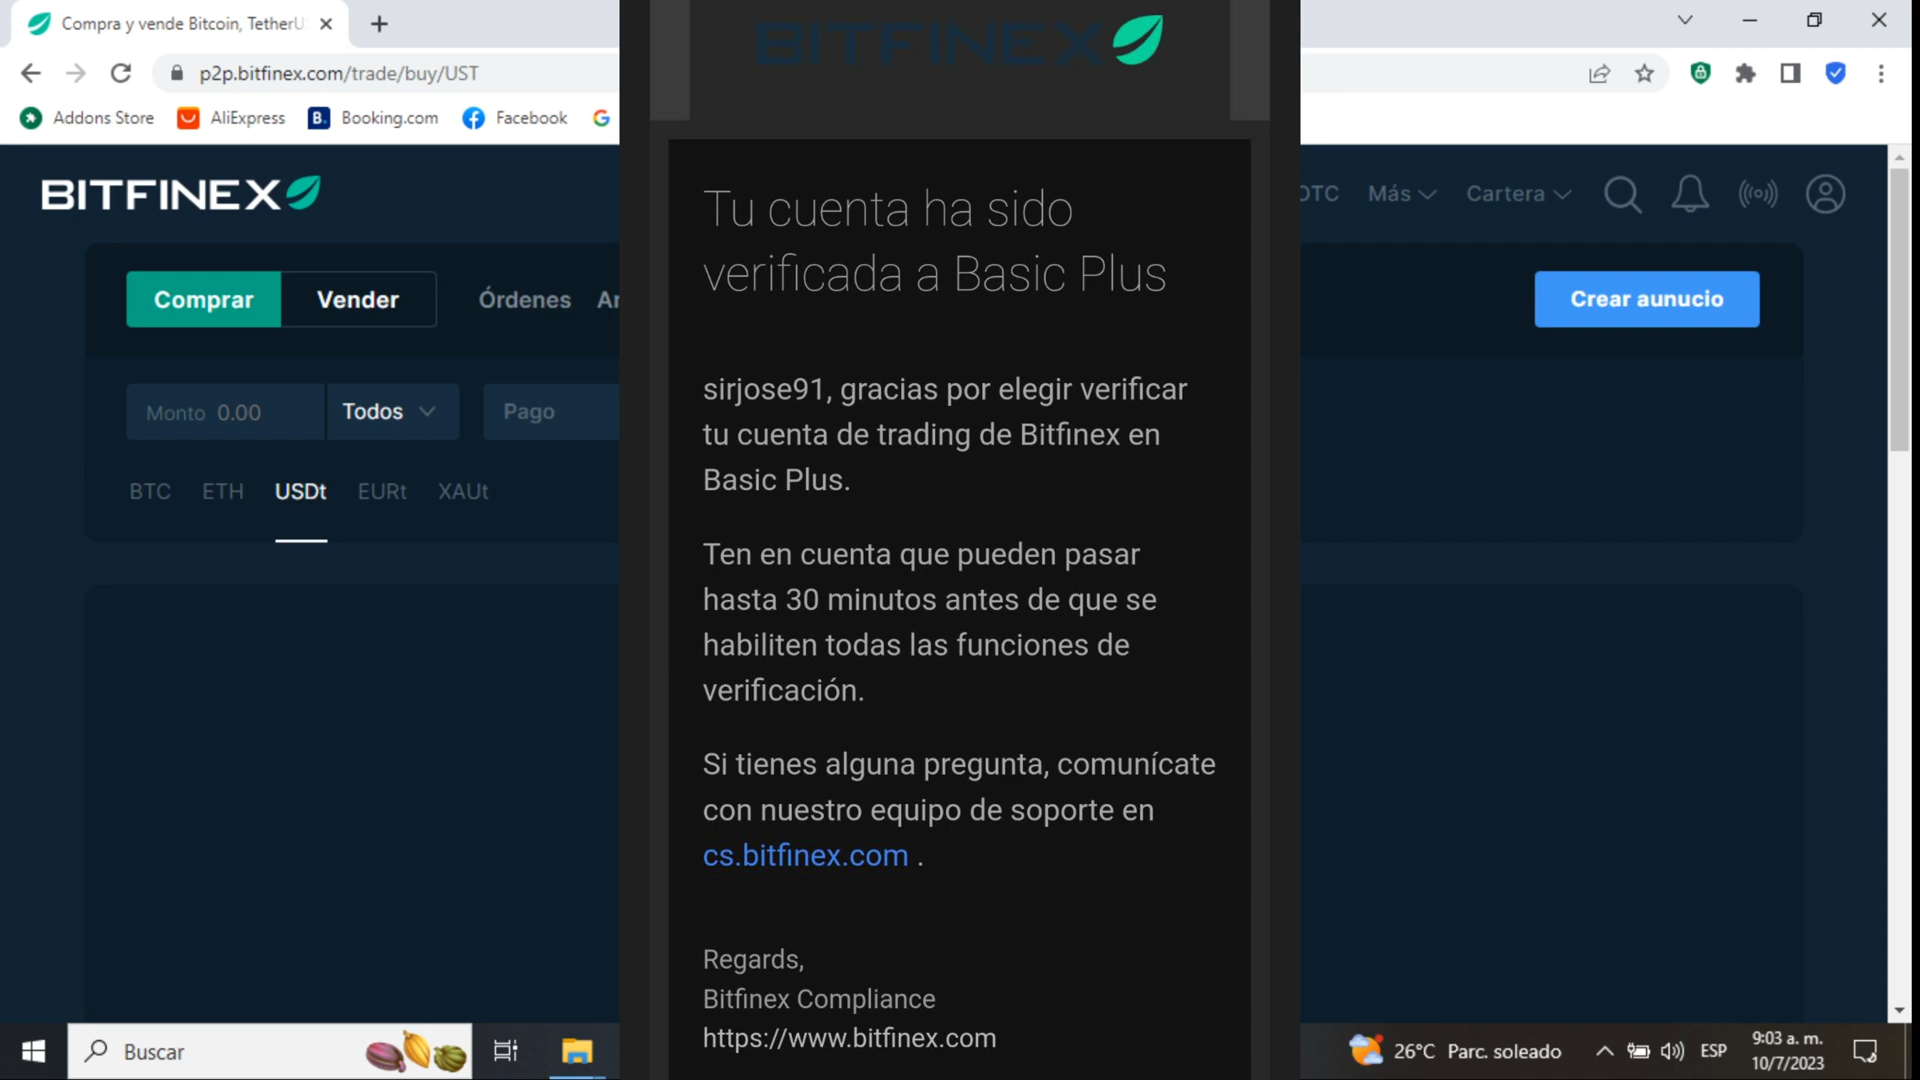 Compra y vende Bitcoin, TetherU
p2p.bitfinex.com/trade/buy/UST
Addons Store
AliExpress
B.
Booking.com
Facebook
BITFINEX
Comprar
Vender
Órdenes
Monto 0.00
Todos
Pago
BTC
ETH
USDt
EURt
XAUt
BITFINEX
Tu cuenta ha sido
verificada a Basic Plus
sirjose91, gracias por elegir verificar
tu cuenta de trading de Bitfinex en
Basic Plus.
Ten en cuenta que pueden pasar
hasta 30 minutos antes de que se
habiliten todas las funciones de
verificación.
Si tienes alguna pregunta, comunícate
con nuestro equipo de soporte en
cs.bitfinex.com .
Regards,
Bitfinex Compliance
https://www.bitfinex.com
OTC
Más
Cartera
Crear aunucio
Buscar
26°C Parc. soleado
ESP
9:03 a. m.
10/7/2023